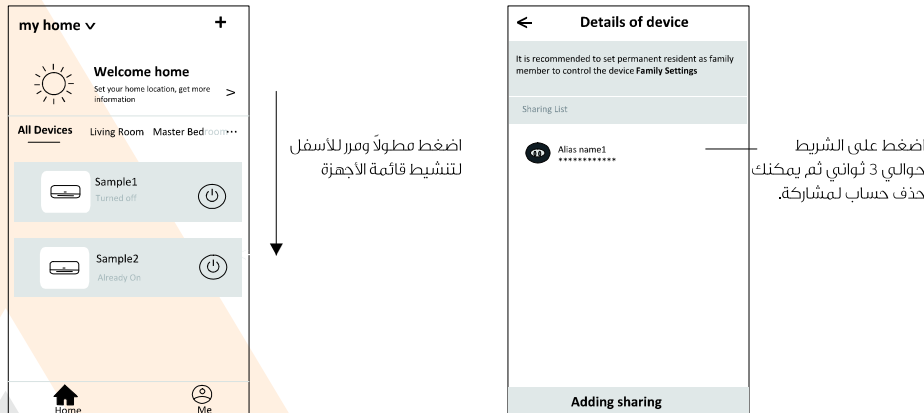 my home
+
Welcome home
Set your home location, get more
information
>
All Devices Living Room Master Bedroom...
Sample1
Turned off
Sample2
Already On
Home
Me
اضغط مطولاً ومرر للأسفل
لتنشيط قائمة الأجهزة
Details of device
It is recommended to set permanent resident as family
member to control the device Family Settings
Sharing List
Alias name1
************
Adding sharing
اضغط على الشريط
حوالي 3 ثواني ثم يمكنك
حذف حساب لمشاركة.